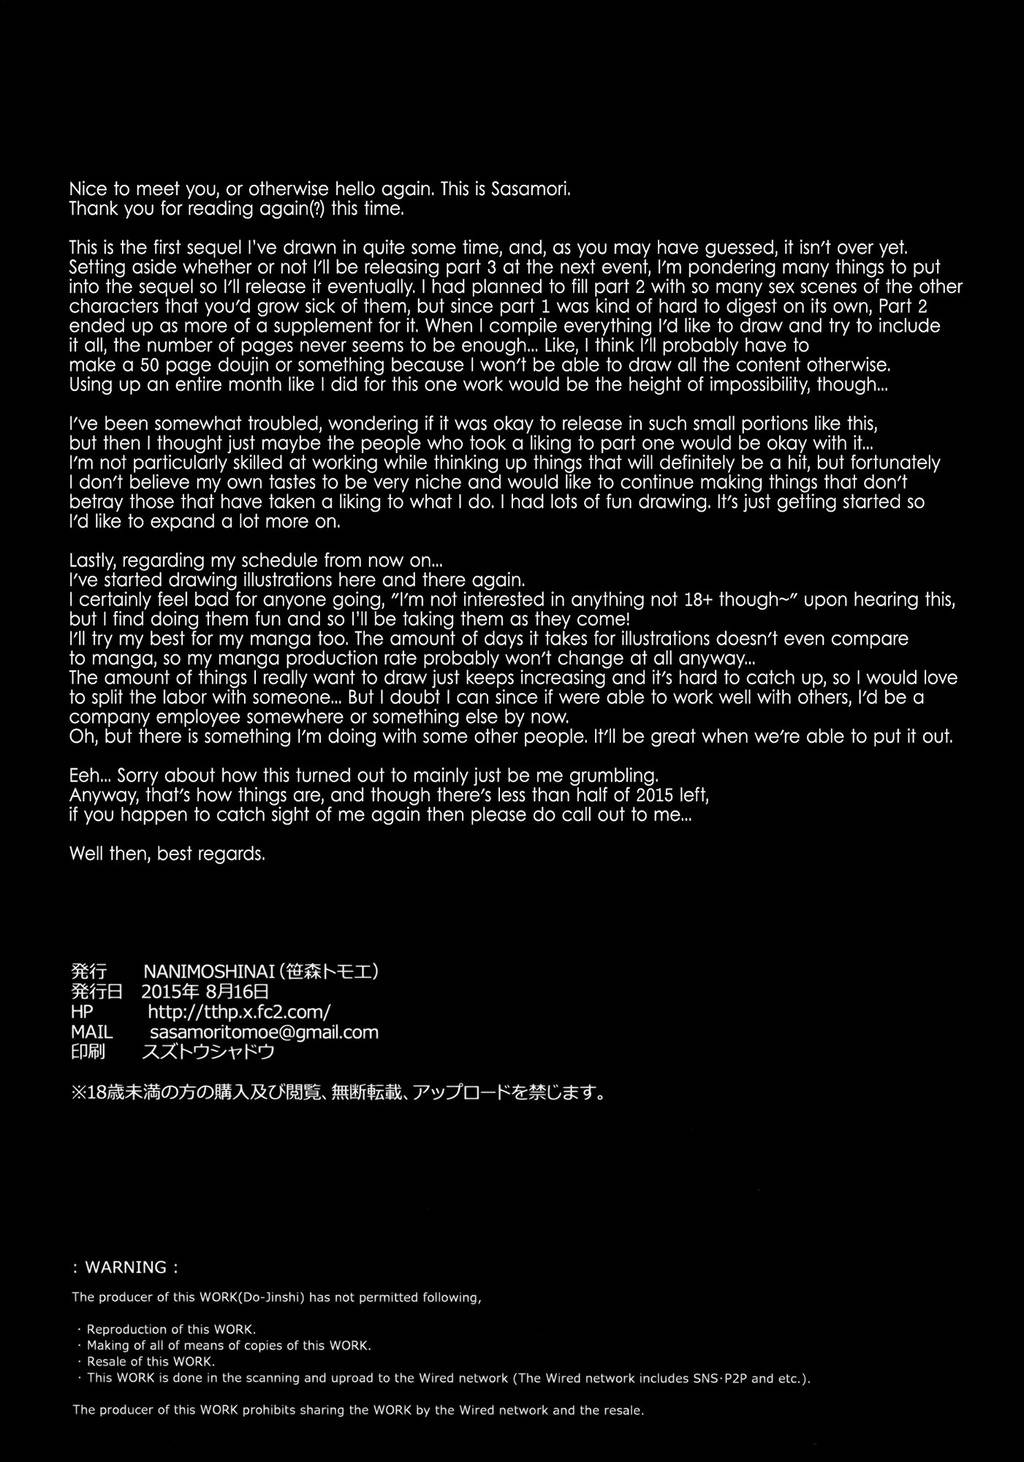 Nice to meet you, or otherwise hello again. This is Sasamori.
Thank you for reading again(?) this time.
This is the first sequel I've drawn in quite some time, and, as you may have guessed, it isn't over yet.
Setting aside whether or not I'll be releasing part 3 at the next event, I'm pondering many things to put
into the sequel so I'll release it eventually. I had planned to fill part 2 with so many sex scenes of the other
characters that you'd grow sick of them, but since part 1 was kind of hard to digest on its own, Part 2
ended up as more of a supplement for it. When I compile everything I'd like to draw and try to include
it all, the number of pages never seems to be enough... Like, I think I'll probably have to
make a 50 page doujin or something because I won't be able to draw all the content otherwise.
Using up an entire month like I did for this one work would be the height of impossibility, though...
I've been somewhat troubled, wondering if it was okay to release in such small portions like this,
but then I thought just maybe the people who took a liking to part one would be okay with it...
I'm not particularly skilled at working while thinking up things that will definitely be a hit, but fortunately
I don't believe my own tastes to be very niche and would like to continue making things that don't
betray those that have taken a liking to what I do. I had lots of fun drawing. It's just getting started so
I'd like to expand a lot more on.
Lastly, regarding my schedule from now on...
I've started drawing illustrations here and there again.
I certainly feel bad for anyone going, "I'm not interested in anything not 18+ though~" upon hearing this,
but I find doing them fun and so I'll be taking them as they come!
I'll try my best for my manga too. The amount of days it takes for illustrations doesn't even compare
to manga, so my manga production rate probably won't change at all anyway...
The amount of things I really want to draw just keeps increasing and it's hard to catch up, so I would love
to split the labor with someone... But I doubt I can since if were able to work well with others, I'd be a
company employee somewhere or something else by now.
Oh, but there is something I'm doing with some other people. It'll be great when we're able to put it out.
Eeh... Sorry about how this turned out to mainly just be me grumbling.
Anyway, that's how things are, and though there's less than half of 2015 left,
if you happen to catch sight of me again then please do call out to me...
Well then, best regards.
発行 NANIMOSHINAI(笹森トモエ)
発行日 2015年 8月16日
HP http://tthp.x.fc2.com/
MAIL sasamoritomoe@gmail.com
印刷 スズトウシャドウ
※18歳未満の方の購入及び閲覧、無断転載、アップロードを禁じます。
: WARNING :
The producer of this WORK(Do-Jinshi) has not permitted following,
・ Reproduction of this WORK.
・ Making of all of means of copies of this WORK.
・ Resale of this WORK.
・ This WORK is done in the scanning and upload to the Wired network (The Wired network includes SNS・P2P and etc.).
The producer of this WORK prohibits sharing the WORK by the Wired network and the resale.